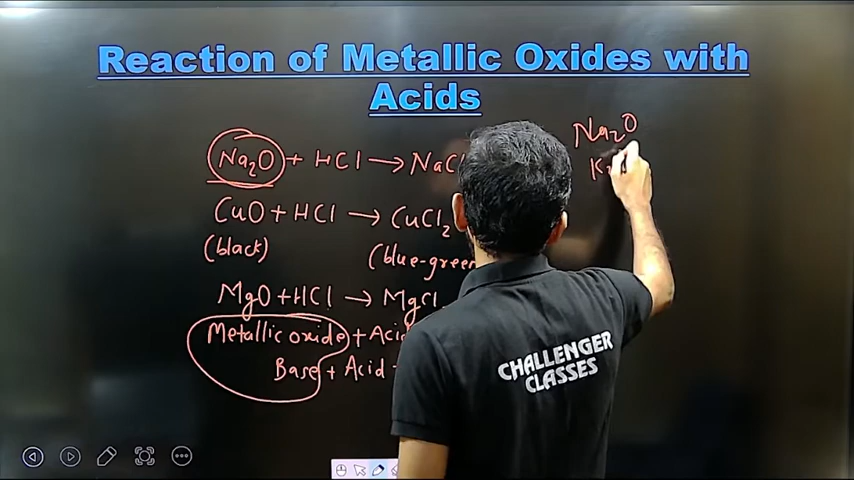 Reaction of Metallic Oxides with
Acids
Na₂O + HCl → NaCl
CuO + HCl → CuCl₂
(black) (blue-green
MgO + HCl → MgCl
Metallic oxide + Acid
Base + Acid
Na₂O
K
CHALLENGER
CLASSES